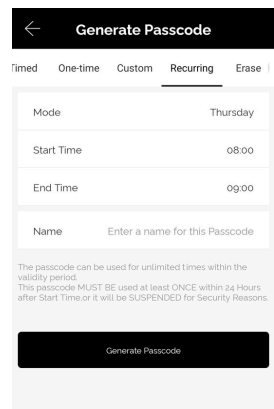 Generate Passcode
Timed One-time Custom Recurring Erase
Mode Thursday
Start Time 08:00
End Time 09:00
Name Enter a name for this Passcode
The passcode can be used for unlimited times within the
validity period.
This passcode MUST BE used at least ONCE within 24 Hours
after Start Time,or it will be SUSPENDED for Security Reasons.
Generate Passcode